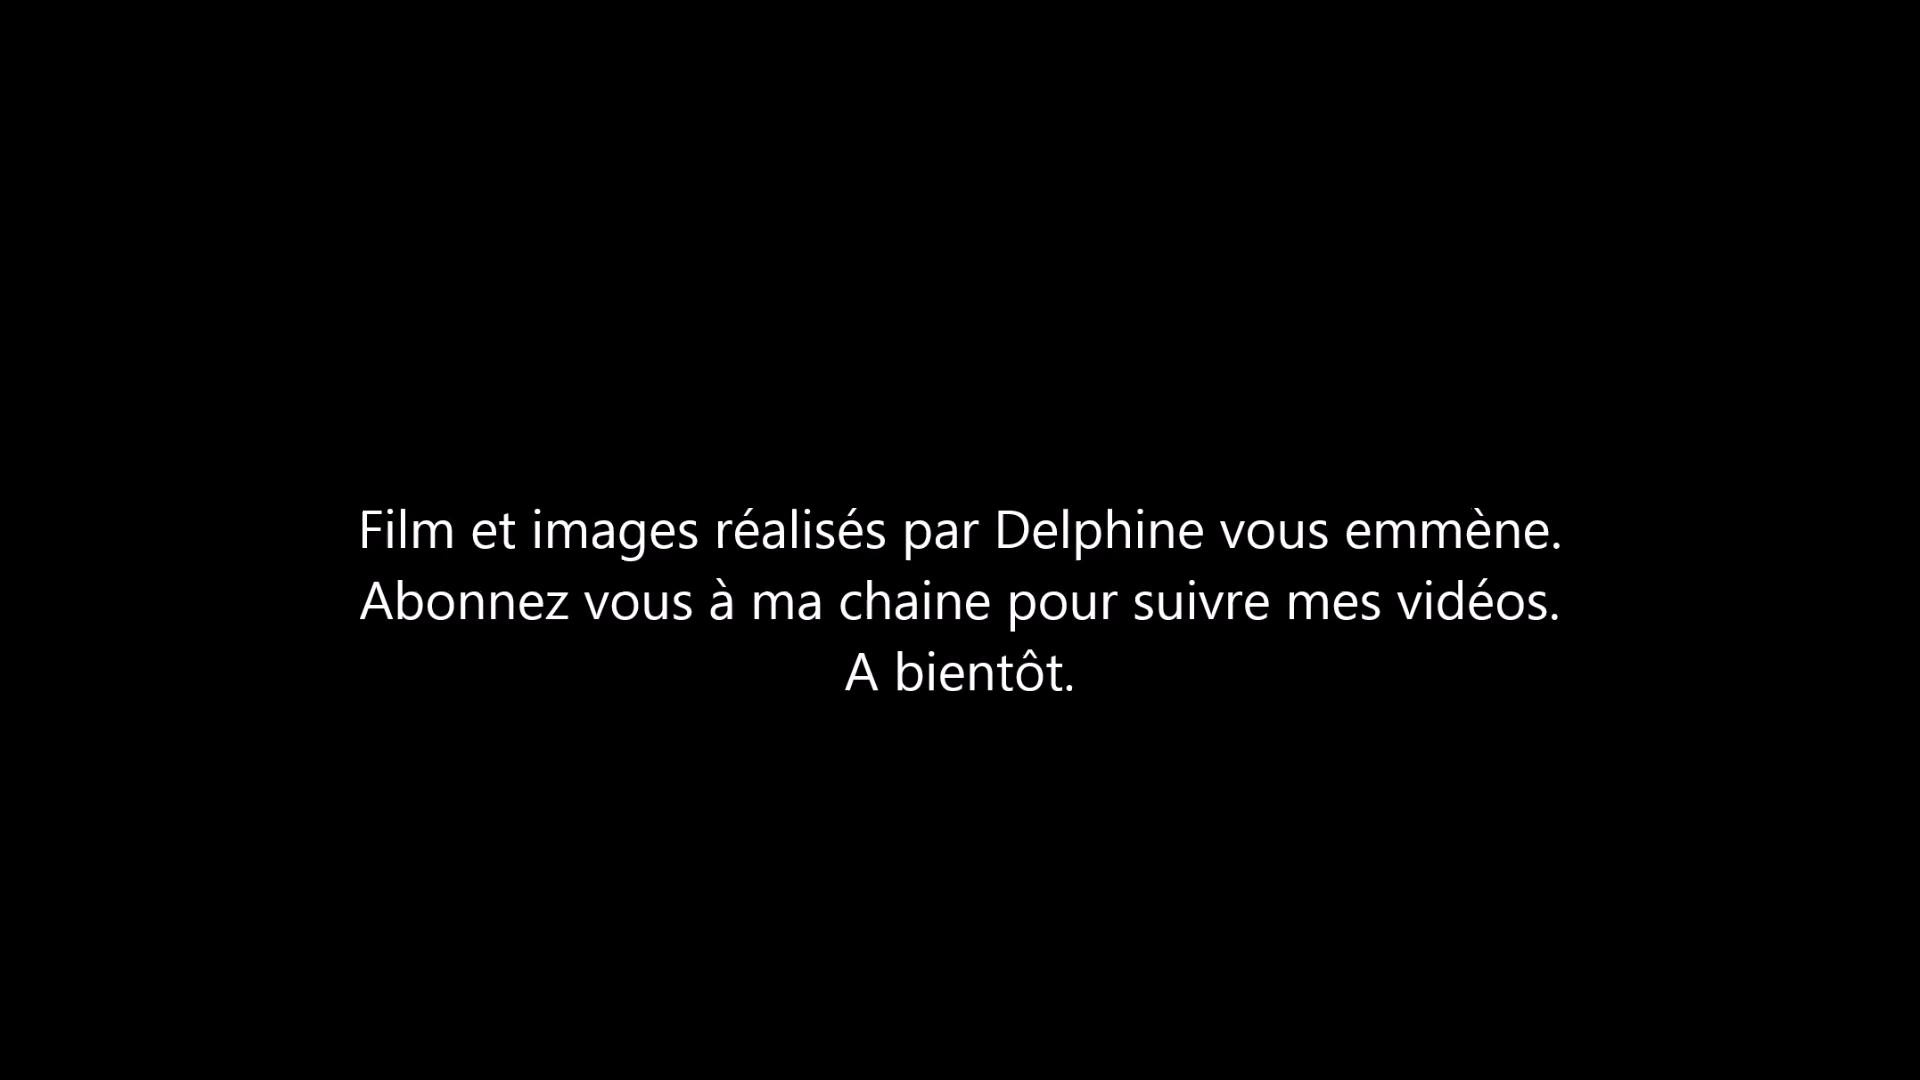 Film et images réalisés par Delphine vous emmène.
Abonnez vous à ma chaine pour suivre mes vidéos.
A bientôt.